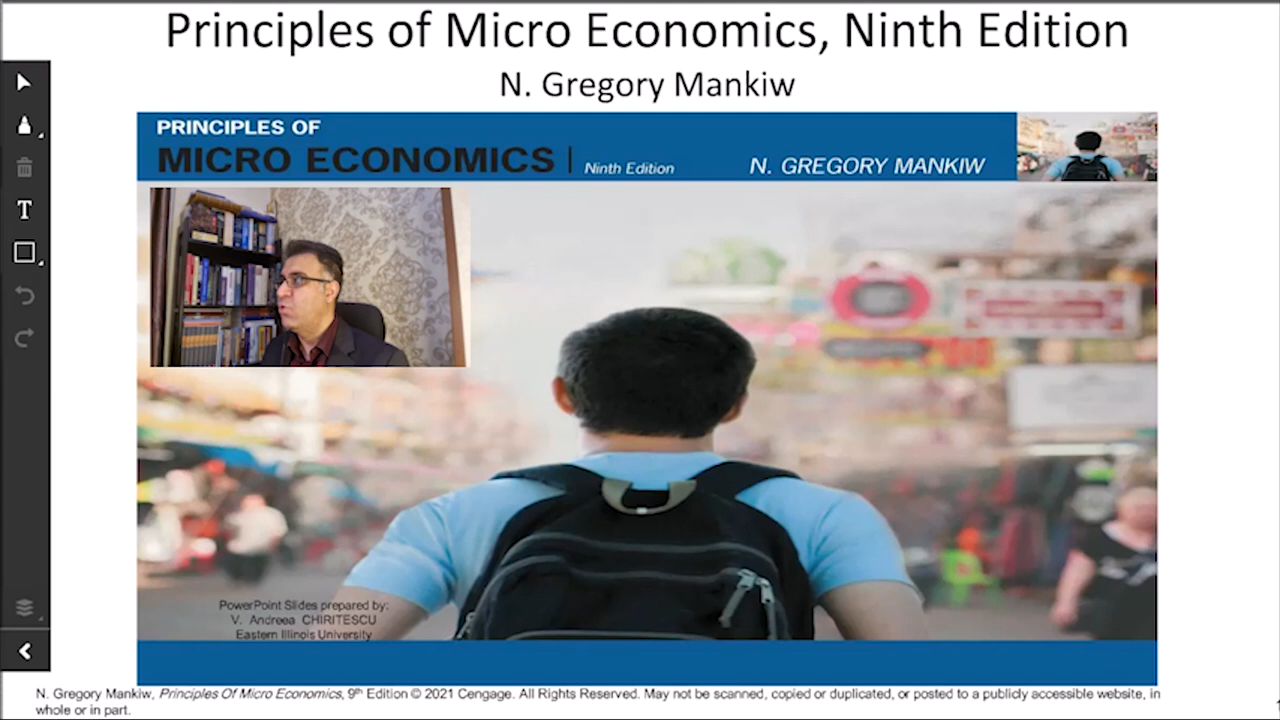 Principles of Micro Economics, Ninth Edition
N. Gregory Mankiw
PRINCIPLES OF
MICRO ECONOMICS | Ninth Edition N. GREGORY MANKIW
PowerPoint Slides prepared by:
V. Andreea CHIRITESCU
Eastern Illinois University
N. Gregory Mankiw, Principles Of Micro Economics, 9th Edition © 2021 Cengage. All Rights Reserved. May not be scanned, copied or duplicated, or posted to a publicly accessible website, in
whole or in part.